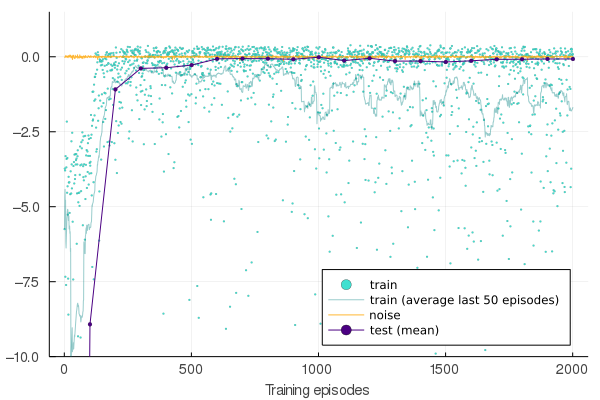 0.0
−2.5
−5.0
−7.5
−10.0
0
500
1000
1500
2000
Training episodes
train
train (average last 50 episodes)
noise
test (mean)